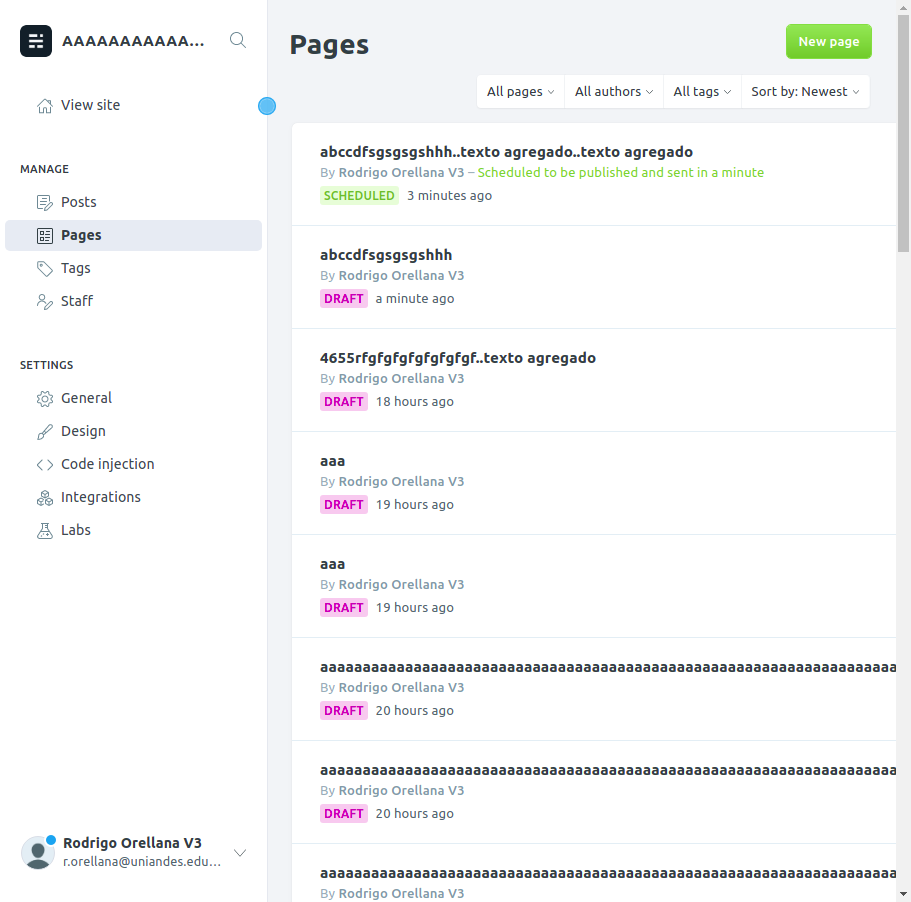 AAAAAAAAAAA...
View site
MANAGE
Posts
Pages
Tags
Staff
SETTINGS
General
Design
Code injection
Integrations
Labs
Rodrigo Orellana V3
r.orellana@uniandes.edu...
Pages
New page
All pages
All authors
All tags
Sort by: Newest
abccdfsgsgsgshhh..texto agregado..texto agregado
By Rodrigo Orellana V3 – Scheduled to be published and sent in a minute
SCHEDULED 3 minutes ago
abccdfsgsgsgshhh
By Rodrigo Orellana V3
DRAFT a minute ago
4655rfgfgfgfgfgfgfgf..texto agregado
By Rodrigo Orellana V3
DRAFT 18 hours ago
aaa
By Rodrigo Orellana V3
DRAFT 19 hours ago
aaa
By Rodrigo Orellana V3
DRAFT 19 hours ago
aaaaaaaaaaaaaaaaaaaaaaaaaaaaaaaaaaaaaaaaaaaaaaaaaaaaaaaaaaaaaaaaaaaa
By Rodrigo Orellana V3
DRAFT 20 hours ago
aaaaaaaaaaaaaaaaaaaaaaaaaaaaaaaaaaaaaaaaaaaaaaaaaaaaaaaaaaaaaaaaaaaa
By Rodrigo Orellana V3
DRAFT 20 hours ago
aaaaaaaaaaaaaaaaaaaaaaaaaaaaaaaaaaaaaaaaaaaaaaaaaaaaaaaaaaaaaaaaaaaa
By Rodrigo Orellana V3